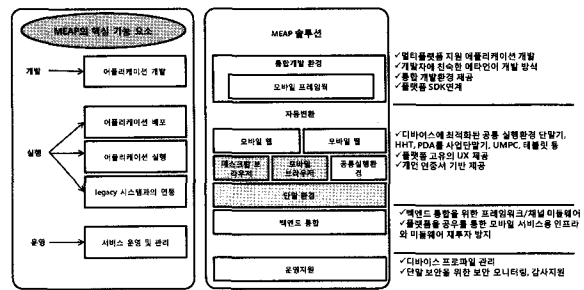 MEAP의 핵심 기능 요소
개발
어플리케이션 개발
실행
어플리케이션 배포
어플리케이션 실행
legacy 시스템과의 연동
운영
서비스 운영 및 관리
MEAP 솔루션
통합개발 환경
모바일 프레임웍
자동변환
모바일 웹
모바일 웹
데스크탑 브라우저
모바일 브라우저
공통실행환경
단말 환경
백엔드 통합
운영지원
✓멀티플랫폼 지원 애플리케이션 개발
✓개발자에 친숙한 메타언어 개발 방식
✓통합 개발환경 제공
✓플랫폼 SDK연계
✓디바이스에 최적화된 공통 실행환경 단말기,
HHT, PDA를 사업단말기, UMPC, 테블릿 등
✓플랫폼 고유의 UX 제공
✓개인 인증서 기반 제공
✓백엔드 통합을 위한 프레임워크/채널 미들웨어
✓플랫폼을 공유를 통한 모바일 서비스용 인프라
와 미들웨어 재투자 방지
✓디바이스 프로파일 관리
✓단말 보안을 위한 보안 모니터링, 감사지원